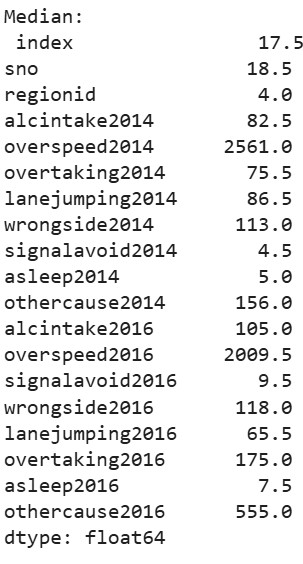 Median:
 index                17.5
sno                  18.5
regionid              4.0
alcintake2014        82.5
overspeed2014      2561.0
overtaking2014       75.5
lanejumping2014      86.5
wrongside2014       113.0
signalavoid2014       4.5
asleep2014            5.0
othercause2014      156.0
alcintake2016       105.0
overspeed2016      2009.5
signalavoid2016       9.5
wrongside2016       118.0
lanejumping2016      65.5
overtaking2016      175.0
asleep2016            7.5
othercause2016      555.0
dtype: float64